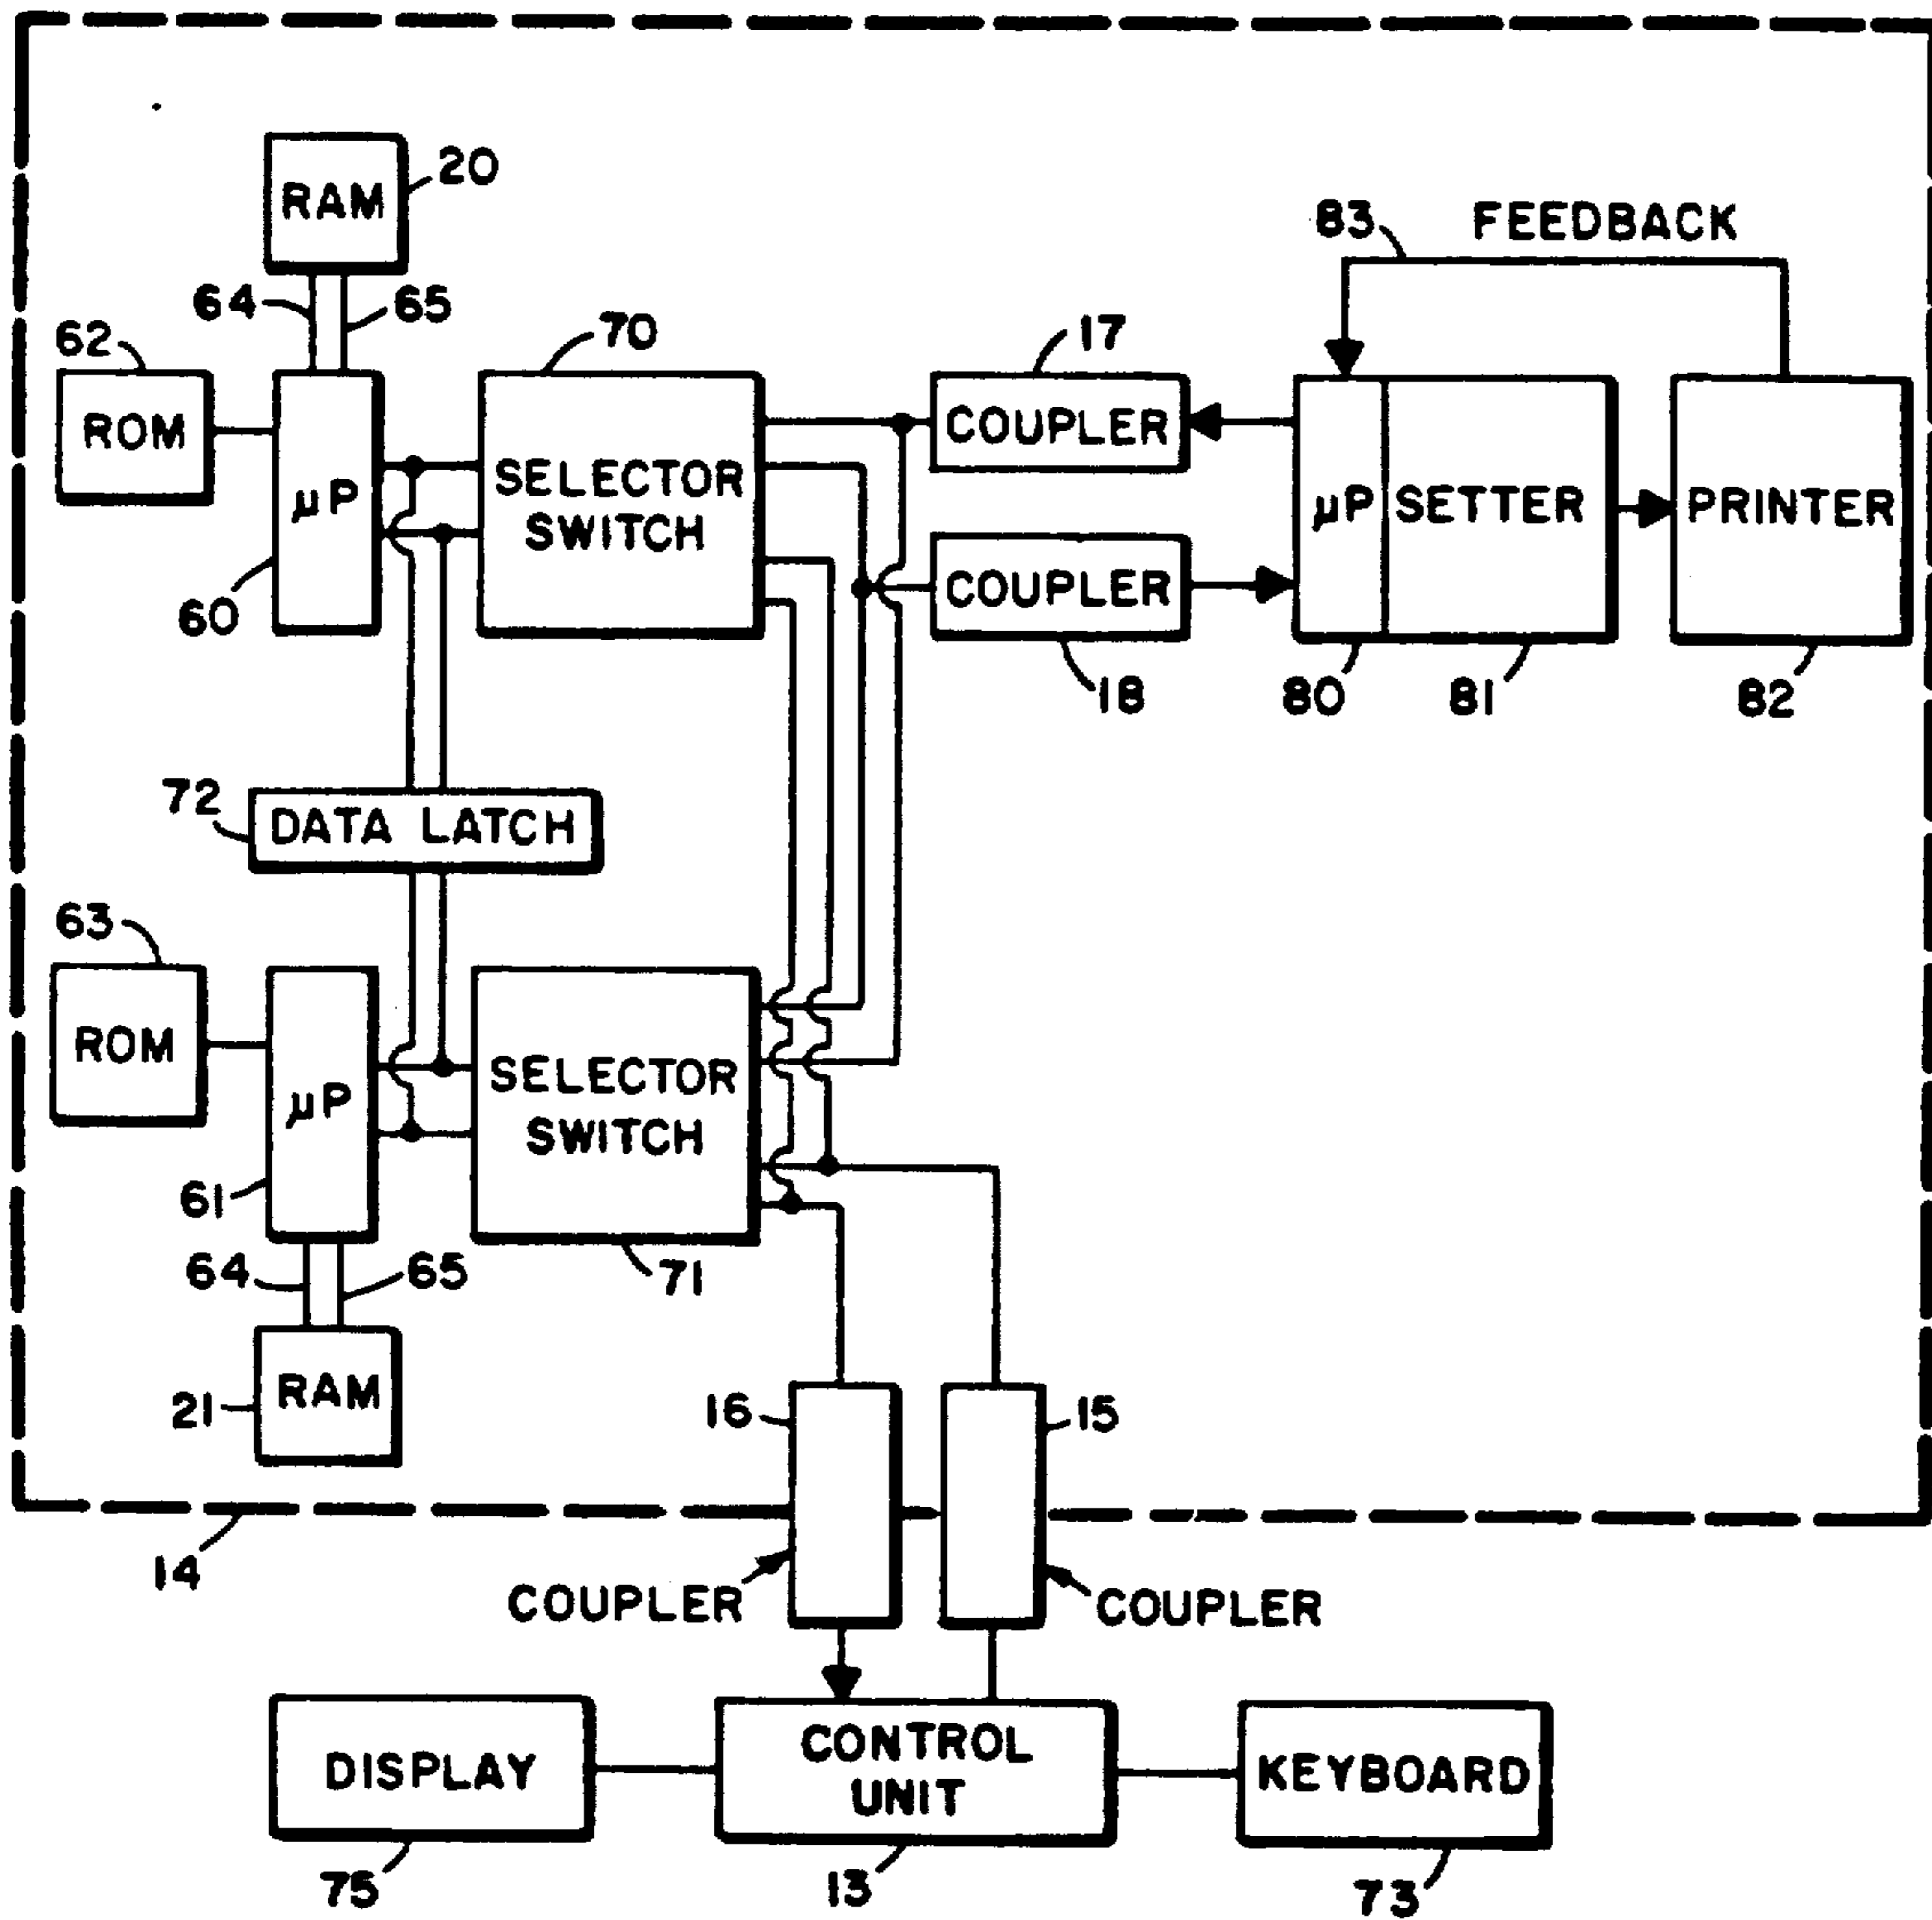 RAM
20
83
FEEDBACK
64
65
62
70
17
ROM
µP
SELECTOR
SWITCH
COUPLER
µP
SETTER
PRINTER
60
COUPLER
18
80
81
82
72
DATA LATCH
63
ROM
µP
SELECTOR
SWITCH
61
64
65
71
RAM
21
16
15
14
COUPLER
COUPLER
DISPLAY
CONTROL
UNIT
KEYBOARD
75
13
73